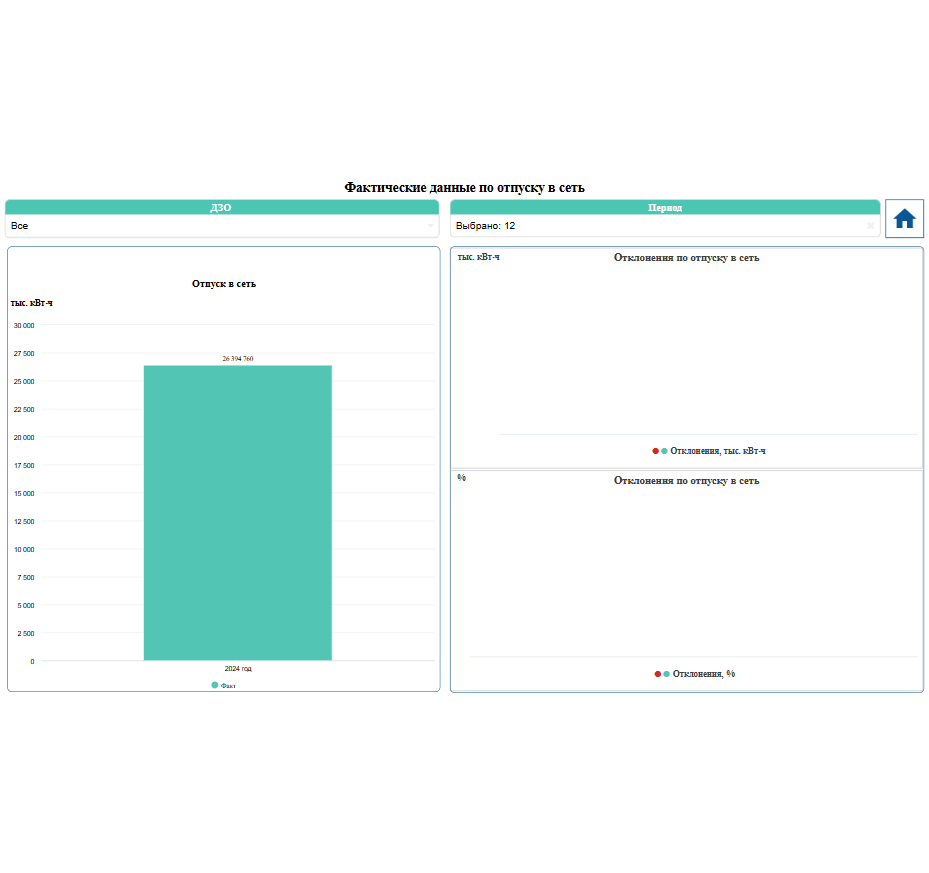 Фактические данные по отпуску в сеть
ДЗО
Все
Период
Выбрано: 12
Отпуск в сеть
тыс. кВт-ч
30 000
27 500
25 000
22 500
20 000
17 500
15 000
12 500
10 000
7 500
5 000
2 500
0
26 394 760
2024 год
Факт
тыс. кВт-ч
Отклонения по отпуску в сеть
Отклонения, тыс. кВт-ч
%
Отклонения по отпуску в сеть
Отклонения, %